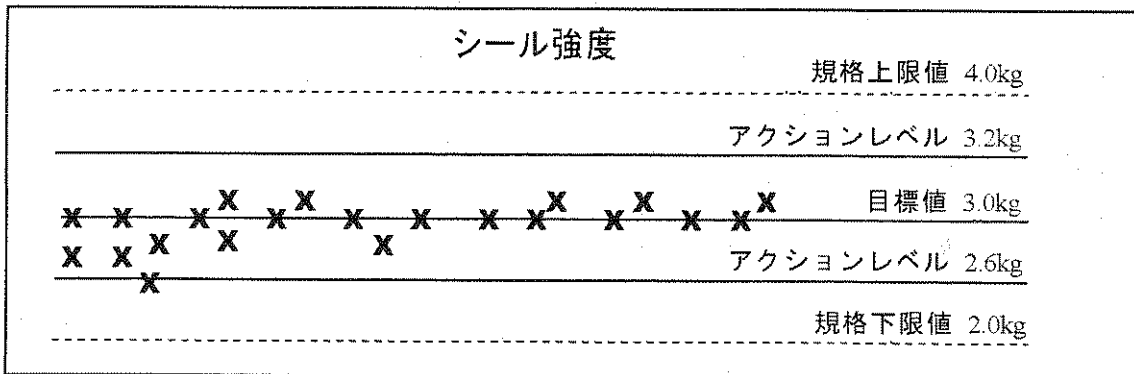 シール強度
規格上限値 4.0kg
アクションレベル 3.2kg
目標値 3.0kg
アクションレベル 2.6kg
規格下限値 2.0kg